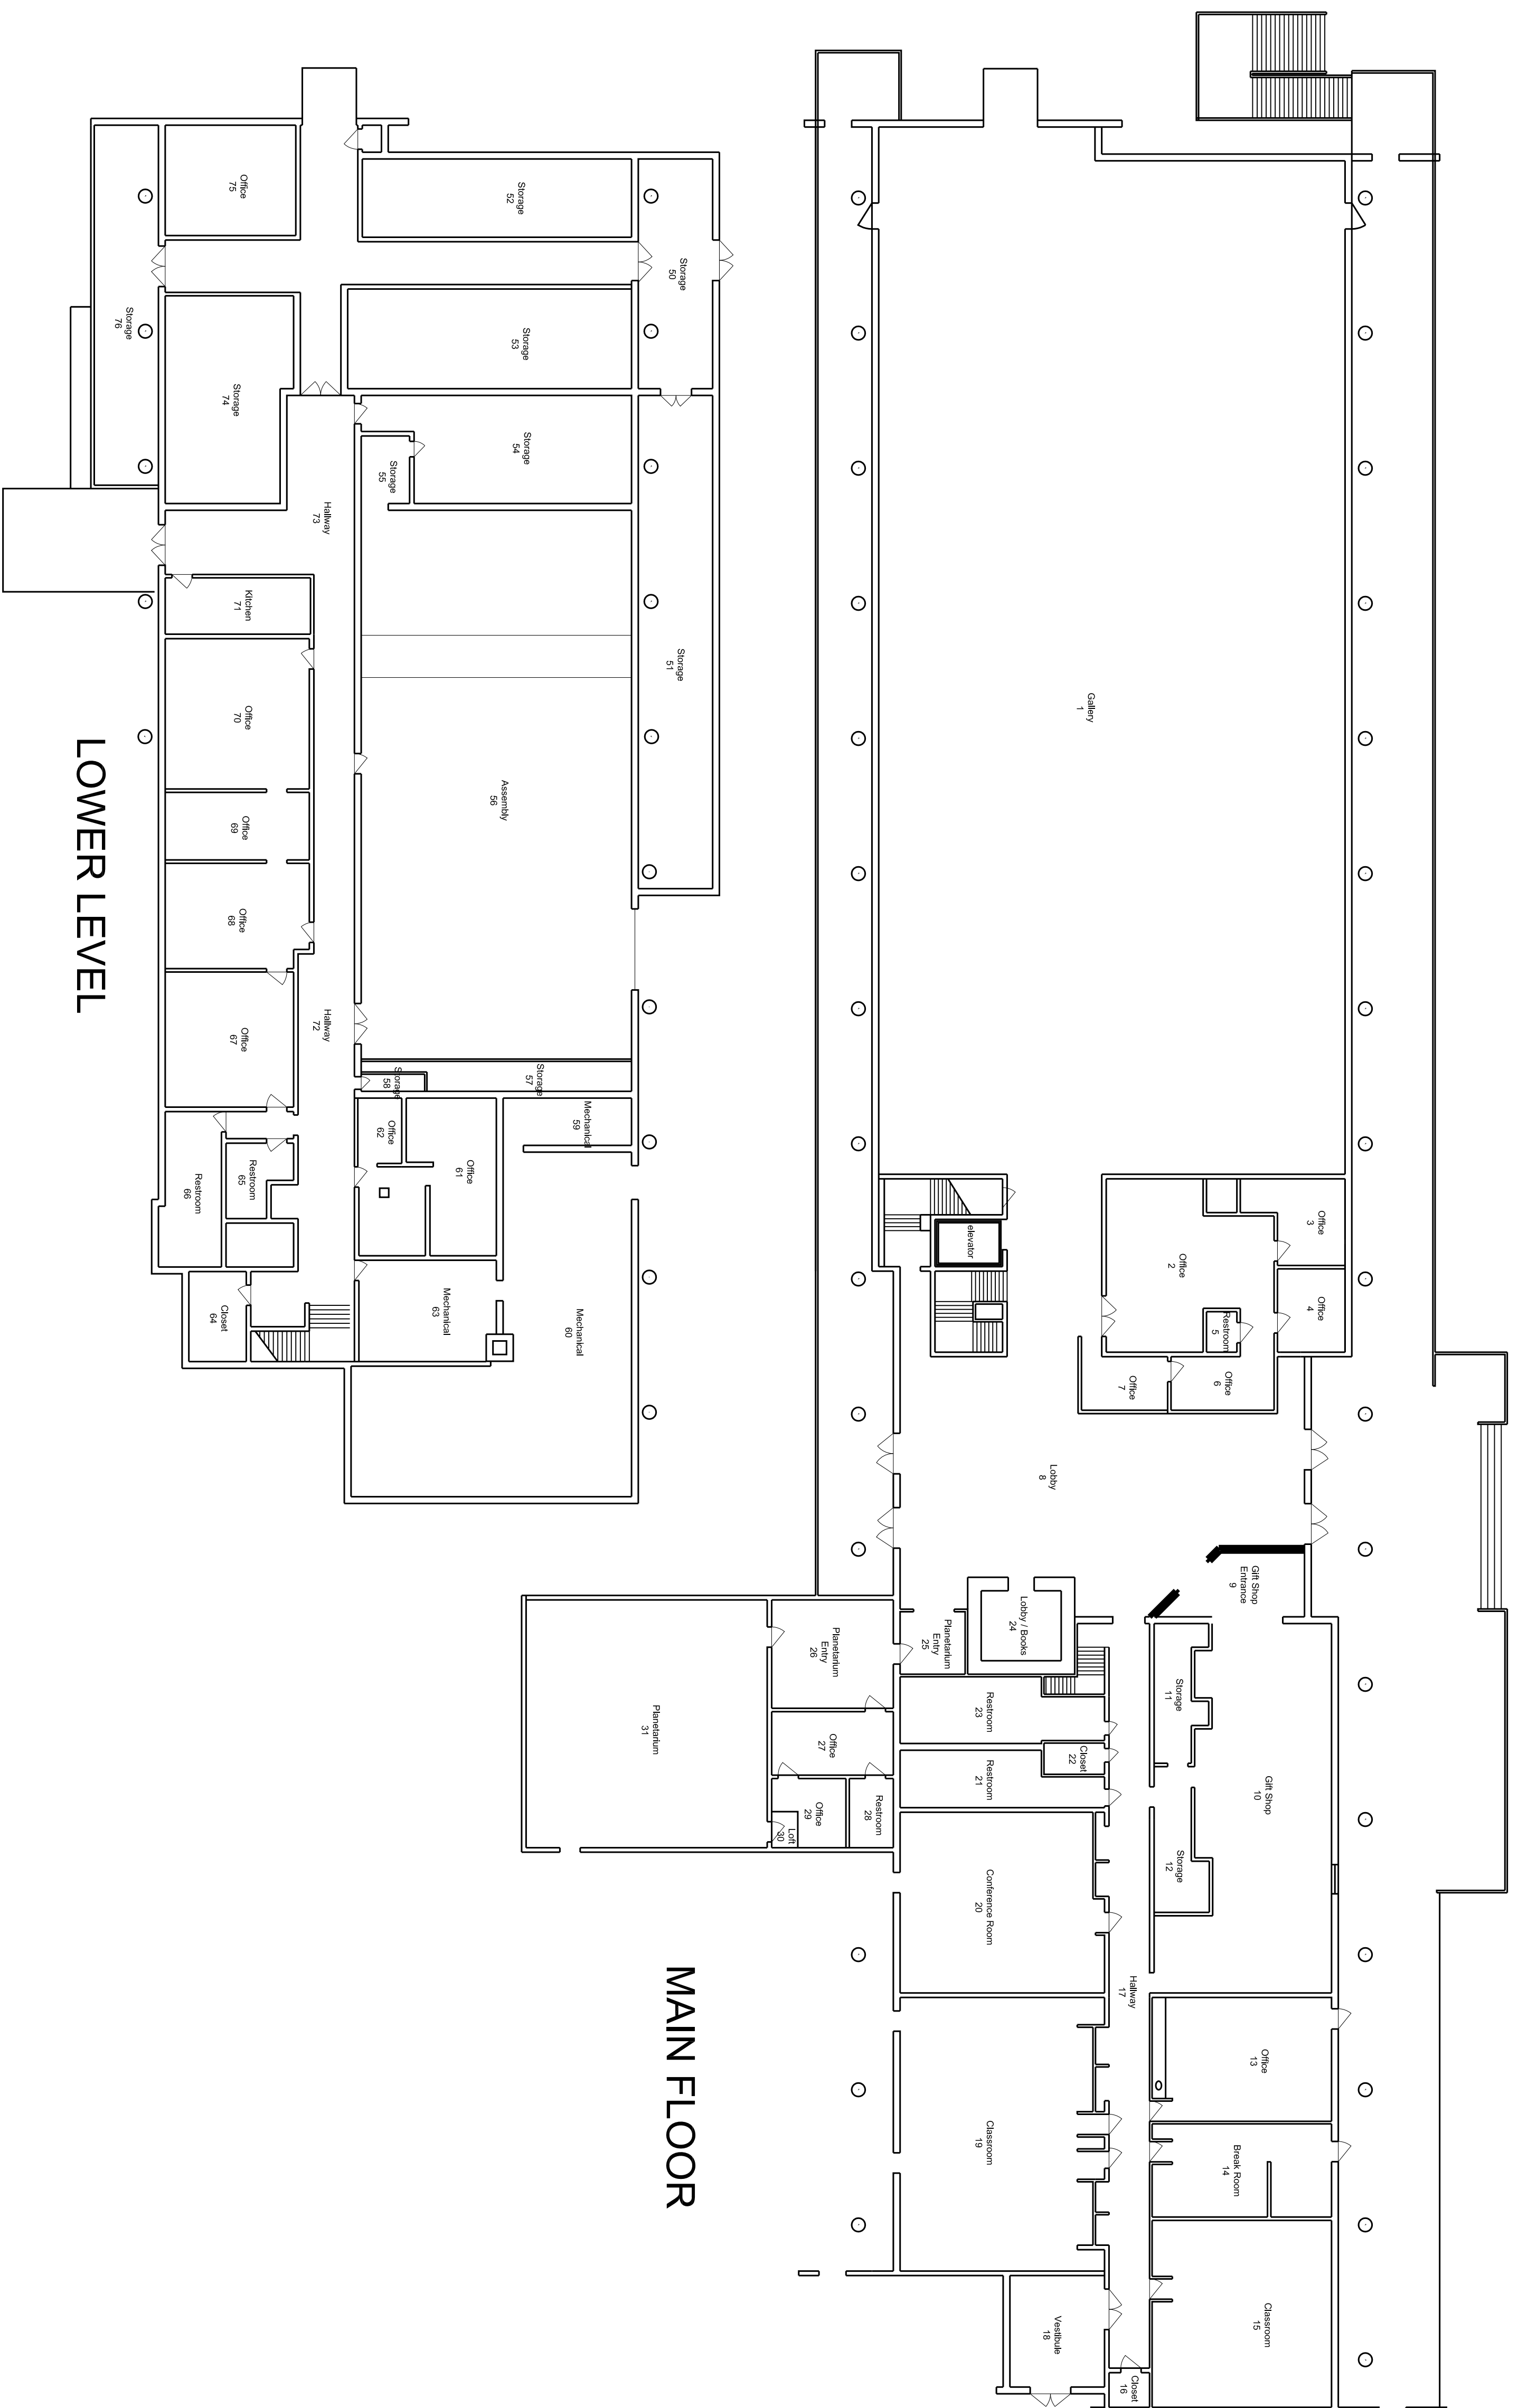 Gallery
1
Office
2
Office
3
Office
4
Restroom
5
Office
6
Office
7
Lobby
8
Gift Shop
Entrance
9
Gift Shop
10
Storage
11
Storage
12
Office
13
Break Room
14
Classroom
15
Closet
16
Hallway
17
Vestibule
18
Classroom
19
Conference Room
20
Restroom
21
Closet
22
Restroom
23
Lobby / Books
24
Planetarium
Entry
25
Planetarium
Entry
26
Office
27
Restroom
28
Office
29
Loft
30
Planetarium
31
elevator
MAIN FLOOR
Storage
50
Storage
51
Storage
52
Storage
53
Storage
54
Storage
55
Assembly
56
Storage
57
Storage
58
Mechanical
59
Mechanical
60
Office
61
Office
62
Mechanical
63
Closet
64
Restroom
65
Restroom
66
Office
67
Office
68
Office
69
Office
70
Kitchen
71
Hallway
72
Hallway
73
Storage
74
Office
75
Storage
76
LOWER LEVEL